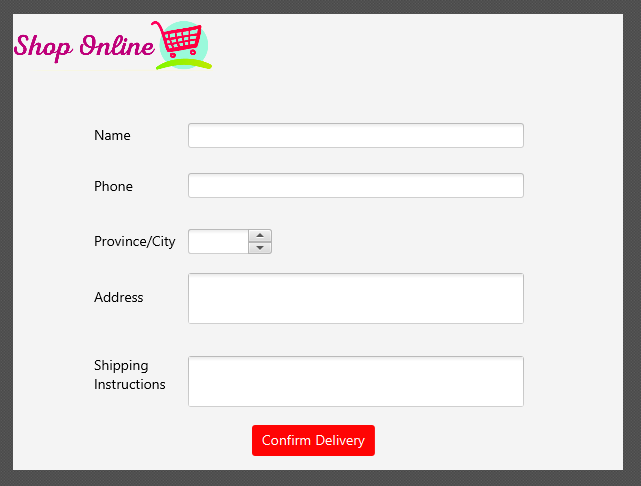 Shop Online
Name
Phone
Province/City
Address
Shipping
Instructions
Confirm Delivery